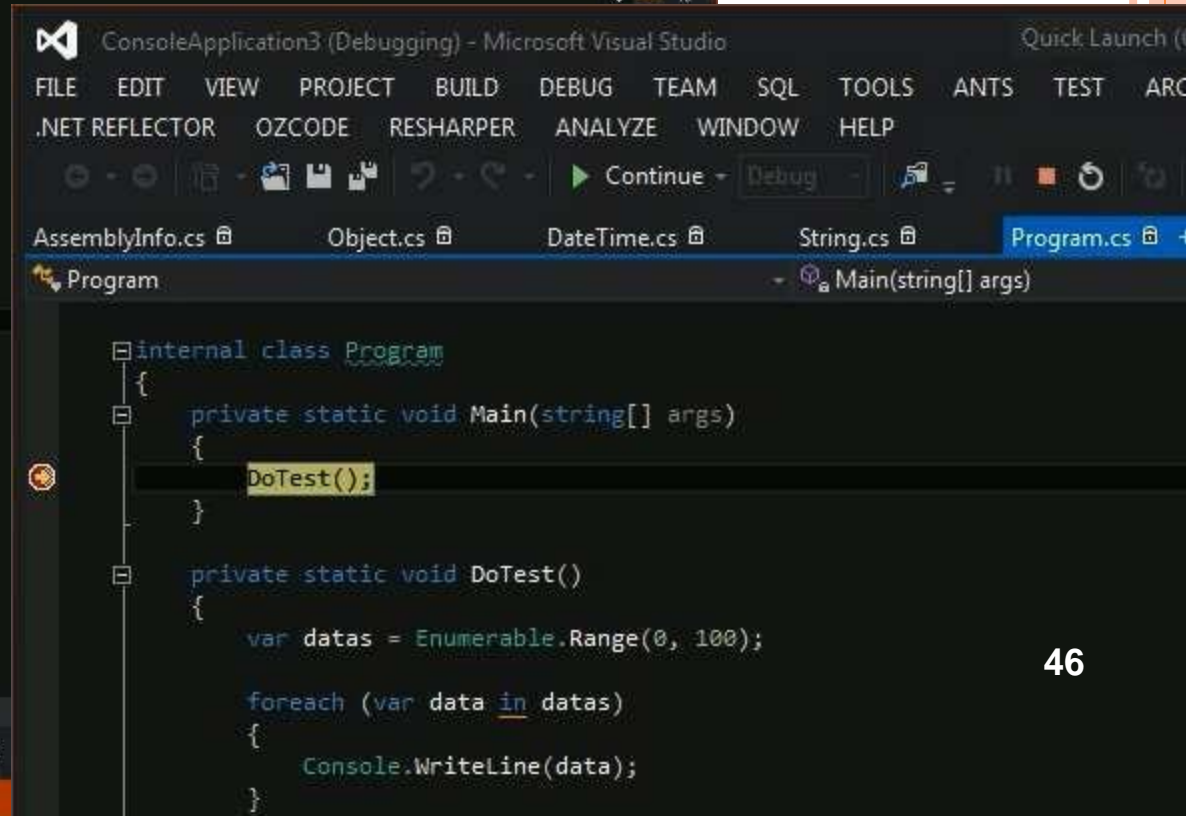 ConsoleApplication3 (Debugging) - Microsoft Visual Studio Quick Launch (
FILE EDIT VIEW PROJECT BUILD DEBUG TEAM SQL TOOLS ANTS TEST ARC
.NET REFLECTOR OZCODE RESHARPER ANALYZE WINDOW HELP
Continue Debug
AssemblyInfo.cs Object.cs DateTime.cs String.cs Program.cs
Program Main(string[] args)
internal class Program
{
private static void Main(string[] args)
{
DoTest();
}
private static void DoTest()
{
var datas = Enumerable.Range(0, 100);
46
foreach (var data in datas)
{
Console.WriteLine(data);
}